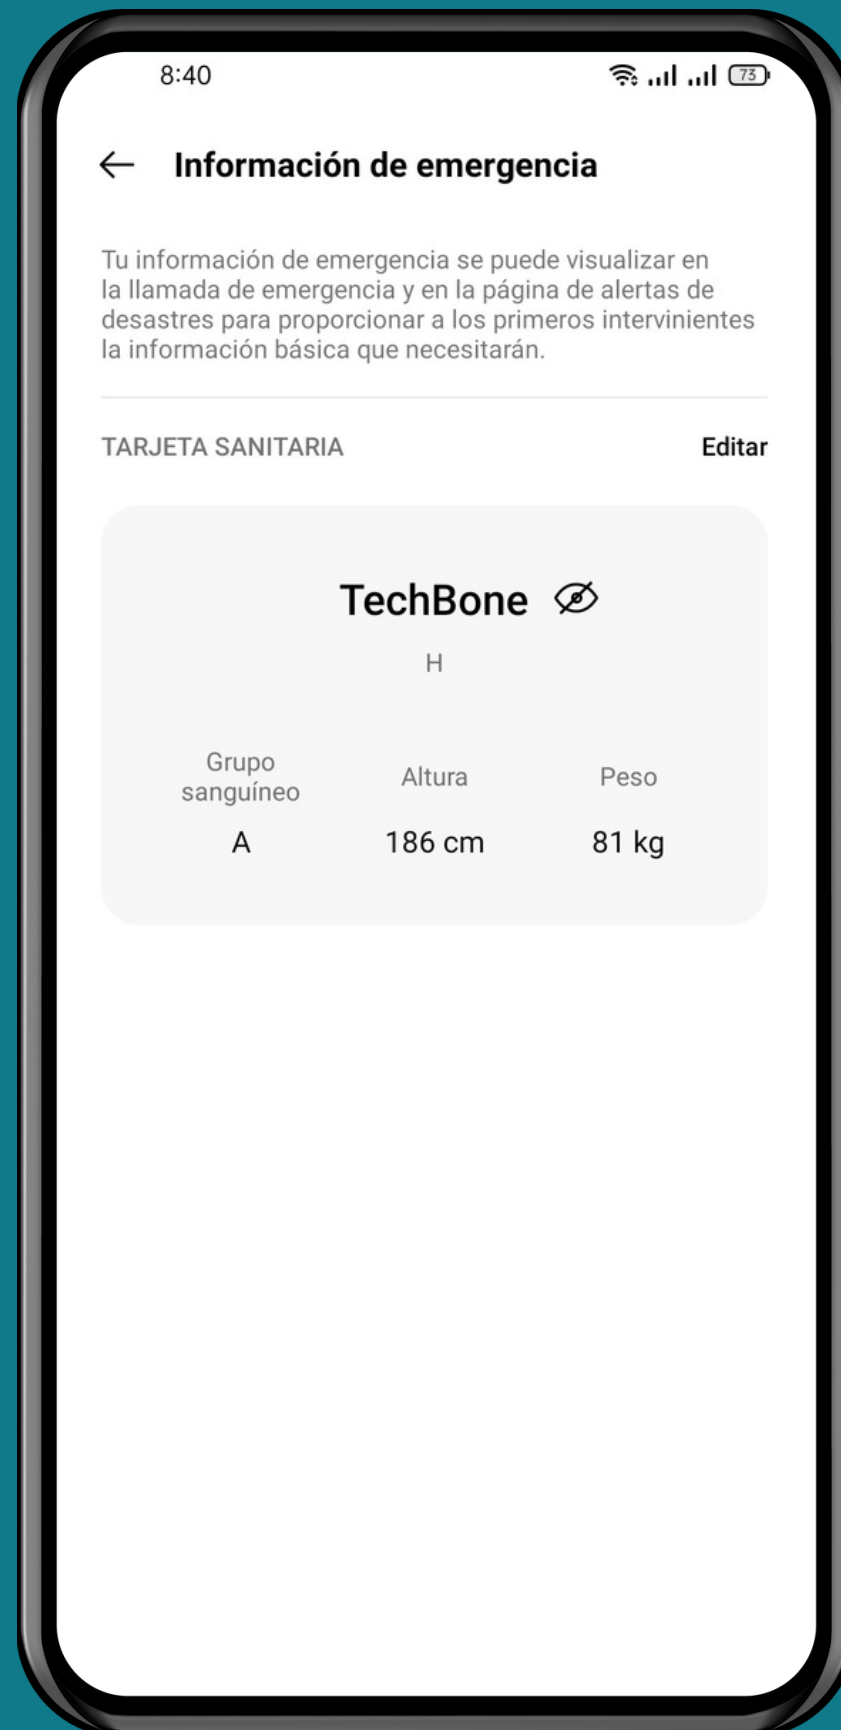 8:40
73
Información de emergencia
Tu información de emergencia se puede visualizar en
la llamada de emergencia y en la página de alertas de
desastres para proporcionar a los primeros intervinientes
la información básica que necesitarán.
TARJETA SANITARIA
Editar
TechBone
H
Grupo
sanguíneo
Altura
Peso
A
186 cm
81 kg